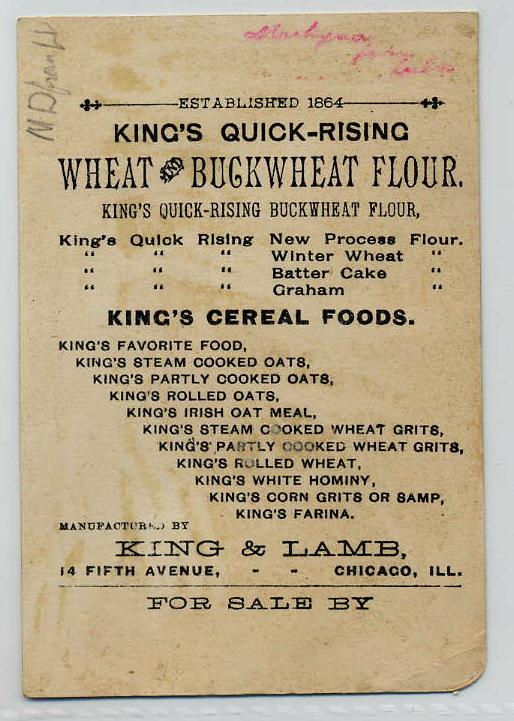 ESTABLISHED 1864
KING'S QUICK-RISING
WHEAT AND BUCKWHEAT FLOUR.
KING'S QUICK-RISING BUCKWHEAT FLOUR,
King's Quick Rising New Process Flour.
“ “ “ Winter Wheat “
“ “ “ Batter Cake “
“ “ “ Graham “
KING'S CEREAL FOODS.
KING'S FAVORITE FOOD,
KING'S STEAM COOKED OATS,
KING'S PARTLY COOKED OATS,
KING'S ROLLED OATS,
KING'S IRISH OAT MEAL,
KING'S STEAM COOKED WHEAT GRITS,
KING'S PARTLY COOKED WHEAT GRITS,
KING'S ROLLED WHEAT,
KING'S WHITE HOMINY,
KING'S CORN GRITS OR SAMP,
KING'S FARINA.
MANUFACTURED BY
KING & LAMB,
14 FIFTH AVENUE, - - CHICAGO, ILL.
FOR SALE BY